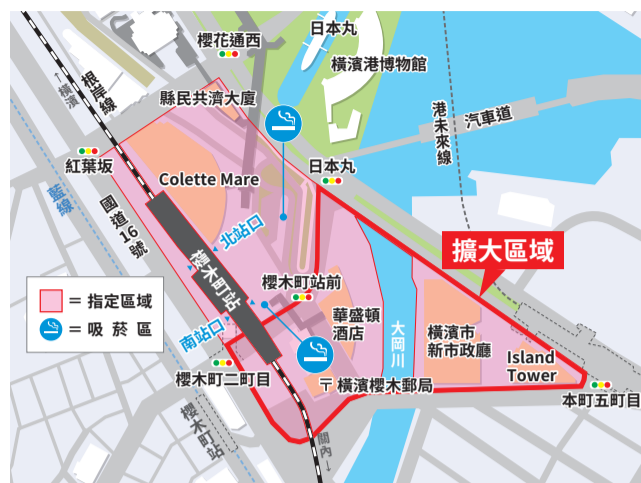 日本丸
櫻花通西
橫濱港博物館
根岸線
←橫濱
縣民共濟大廈
汽車道
港未來線
紅葉坂
日本丸
Colette Mare
藍線
國道16號
北站口
擴大區域
櫻木町站
櫻木町站前
= 指定區域
= 吸菸區
華盛頓
酒店
大岡川
橫濱市
新市政廳
南站口
Island
Tower
櫻木町二町目
〒橫濱櫻木郵局
本町五町目
櫻木町站
關內→